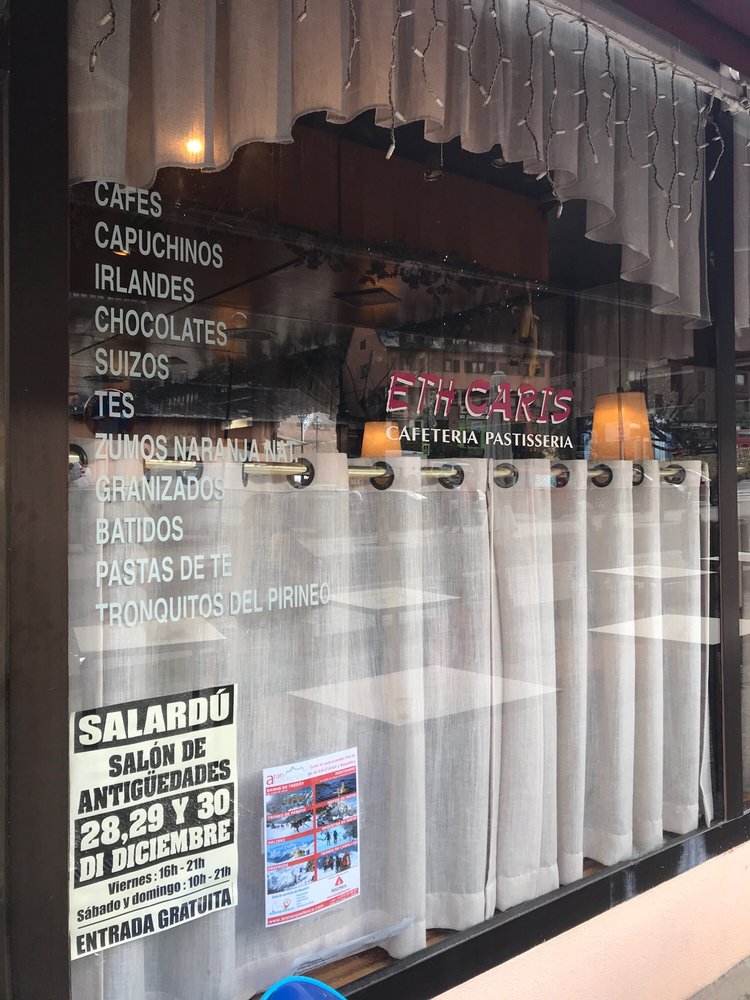 CAFES
CAPUCHINOS
IRLANDES
CHOCOLATES
SUIZOS
TES
ZUMOS NARANJA NAT
GRANIZADOS
BATIDOS
PASTAS DE TE
TRONQUITOS DEL PIRINEO
ETH CARIS
CAFETERIA PASTISSERIA
SALARDÚ
SALÓN DE
ANTIGÜEDADES
28, 29 Y 30
DI DICIEMBRE
Viernes : 16h - 21h
Sábado y domingo : 10h - 21h
ENTRADA GRATUITA
aran